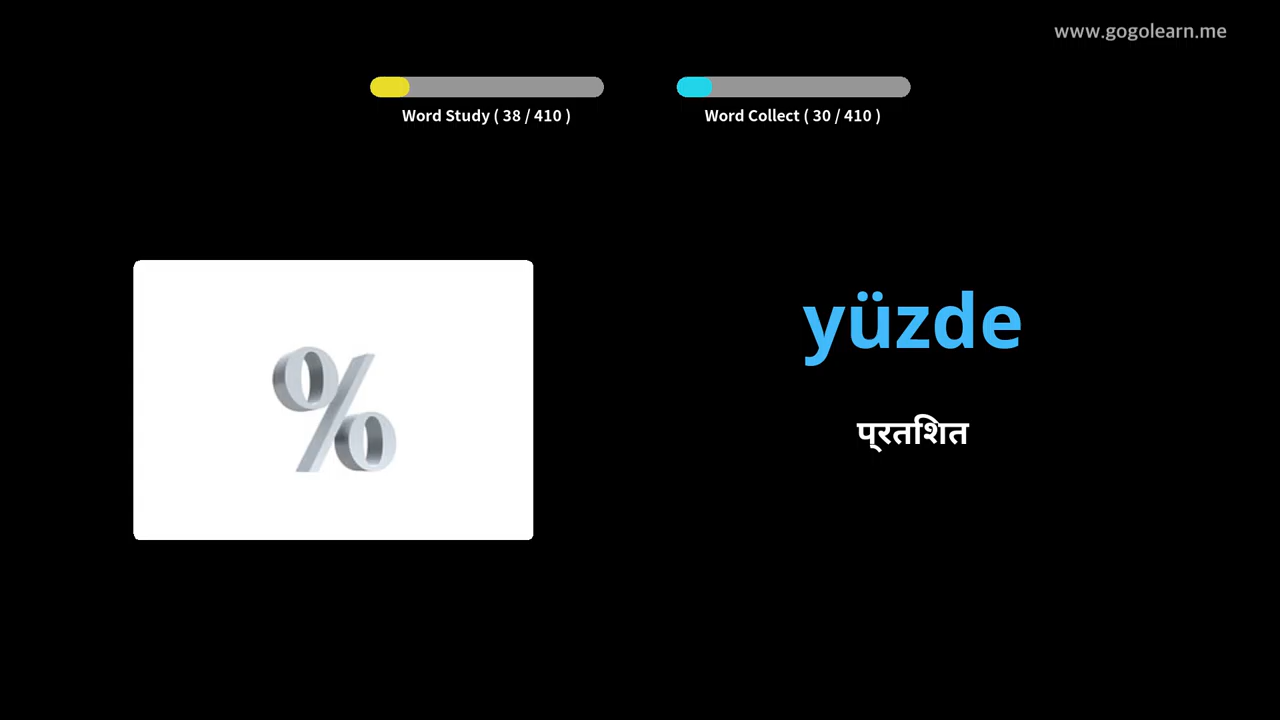 www.gogolearn.me
Word Study ( 38 / 410 )
Word Collect ( 30 / 410 )
%
yüzde
प्रतिशत